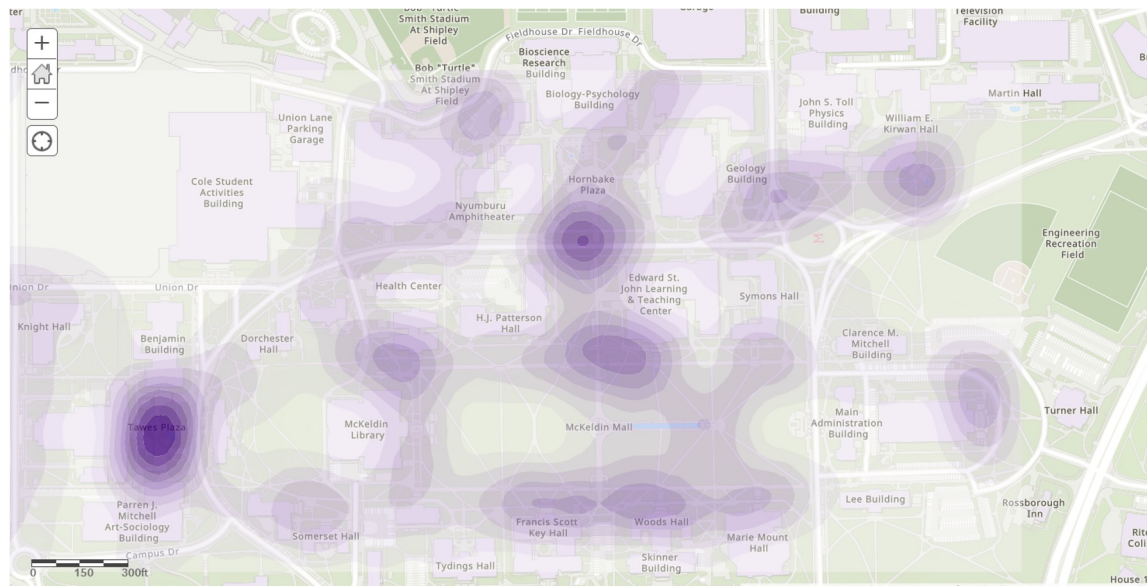 ter
Bob "Turtle"
Smith Stadium
At Shipley
Field
Garage
Building
Television
Facility
Fieldhouse Dr
Fieldhouse Dr
Bioscience
Research
Building
Bob "Turtle"
Smith Stadium
At Shipley
Field
Biology-Psychology
Building
Martin Hall
John S. Toll
Physics
Building
William E.
Kirwan Hall
Union Lane
Parking
Garage
Cole Student
Activities
Building
Hornbake
Plaza
Geology
Building
Nyumburu
Amphitheater
M
Engineering
Recreation
Field
Union Dr
Union Dr
Health Center
Edward St.
John Learning
& Teaching
Center
Symons Hall
Knight Hall
Benjamin
Building
Dorchester
Hall
H.J. Patterson
Hall
Clarence M.
Mitchell
Building
Tawes Plaza
McKeldin
Library
McKeldin Mall
Main
Administration
Building
Turner Hall
Parren J.
Mitchell
Art-Sociology
Building
Somerset Hall
Francis Scott
Key Hall
Woods Hall
Marie Mount
Hall
Lee Building
Rossborough
Inn
Campus Dr
Tydings Hall
Skinner
Building
Rit
Coli
House
0 150 300ft